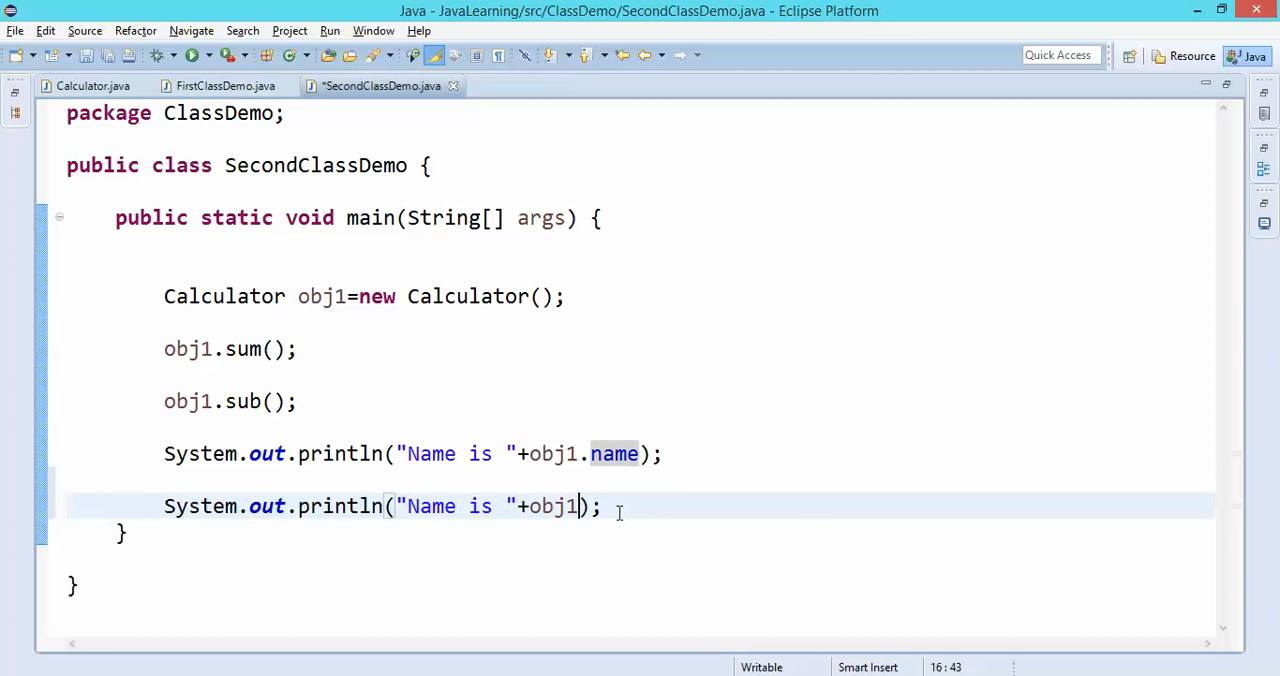 Java - JavaLearning/src/ClassDemo/SecondClassDemo.java - Eclipse Platform
File Edit Source Refactor Navigate Search Project Run Window Help
Quick Access Resource Java
Calculator.java FirstClassDemo.java *SecondClassDemo.java
package ClassDemo;
public class SecondClassDemo {
public static void main(String[] args) {
Calculator obj1=new Calculator();
obj1.sum();
obj1.sub();
System.out.println("Name is "+obj1.name);
System.out.println("Name is "+obj1);
}
}
Writable Smart Insert 16:43